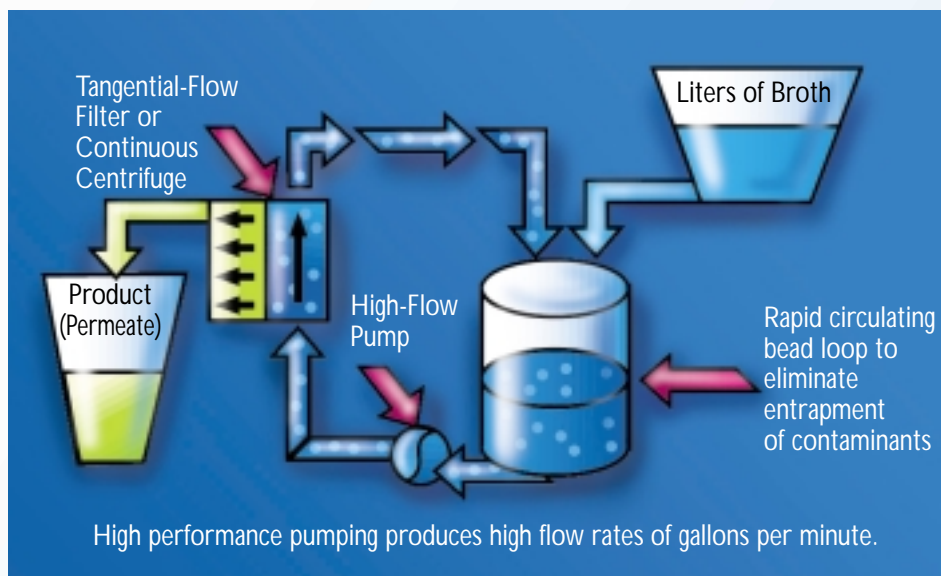 Tangential-Flow
Filter or
Continuous
Centrifuge
Liters of Broth
Product
(Permeate)
High-Flow
Pump
Rapid circulating
bead loop to
eliminate
entrapment
of contaminants
High performance pumping produces high flow rates of gallons per minute.